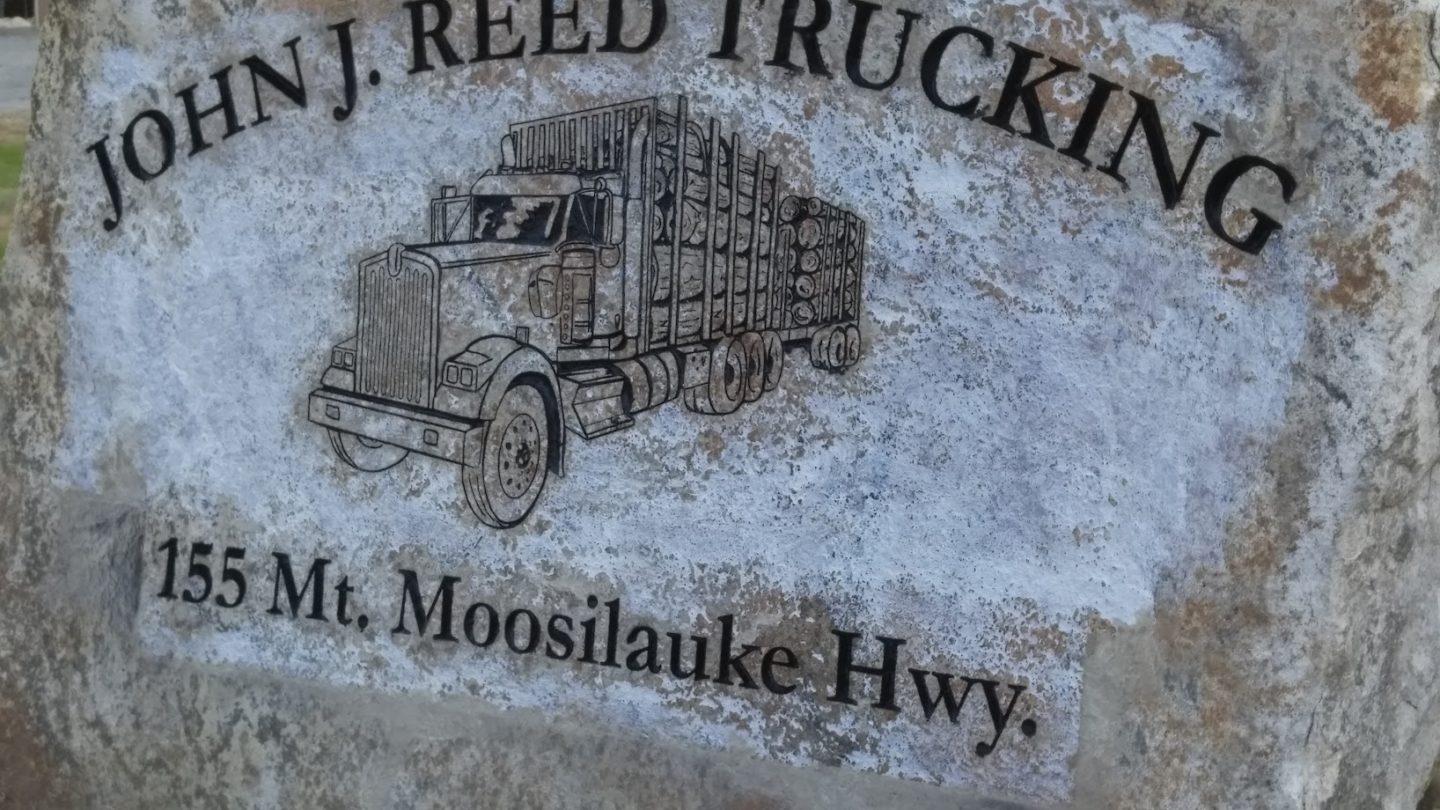 JOHN J. REED TRUCKING
155 Mt. Moosilauke Hwy.